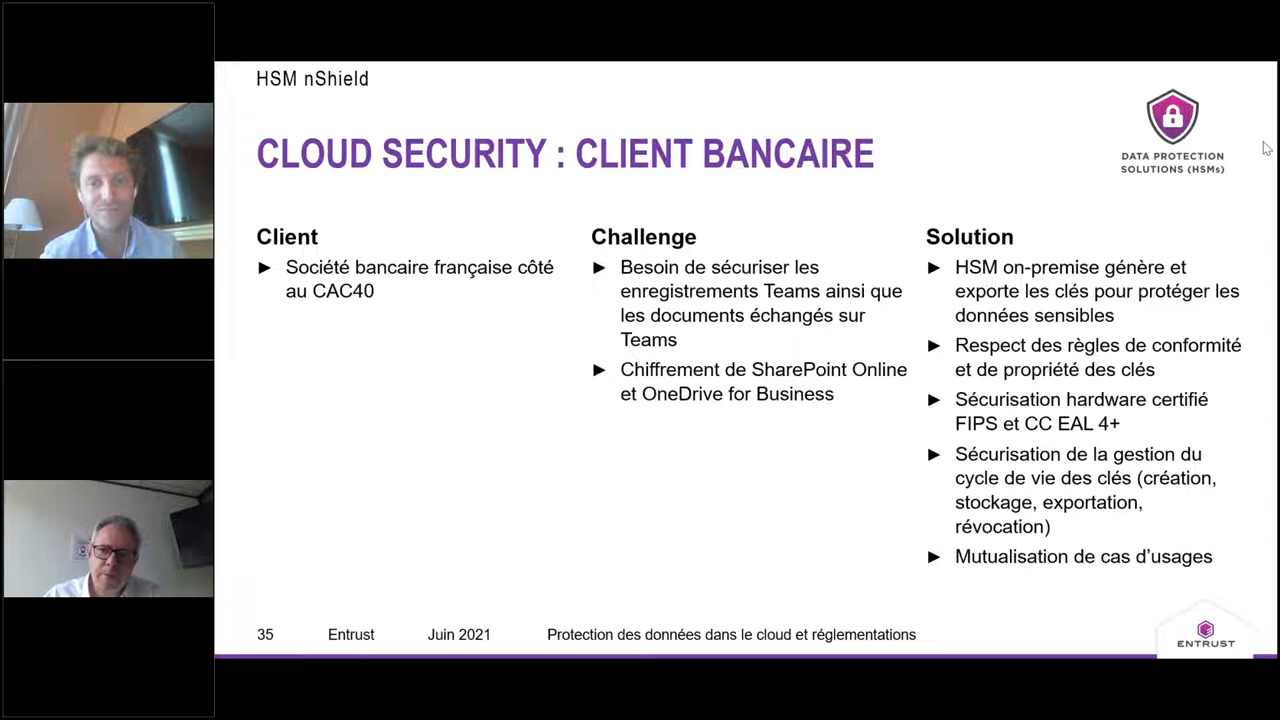 HSM nShield
CLOUD SECURITY : CLIENT BANCAIRE
DATA PROTECTION
SOLUTIONS (HSMs)
Client
► Société bancaire française côté
au CAC40
Challenge
► Besoin de sécuriser les
enregistrements Teams ainsi que
les documents échangés sur
Teams
► Chiffrement de SharePoint Online
et OneDrive for Business
Solution
► HSM on-premise génère et
exporte les clés pour protéger les
données sensibles
► Respect des règles de conformité
et de propriété des clés
► Sécurisation hardware certifié
FIPS et CC EAL 4+
► Sécurisation de la gestion du
cycle de vie des clés (création,
stockage, exportation,
révocation)
► Mutualisation de cas d’usages
35 Entrust Juin 2021 Protection des données dans le cloud et réglementations
ENTRUST